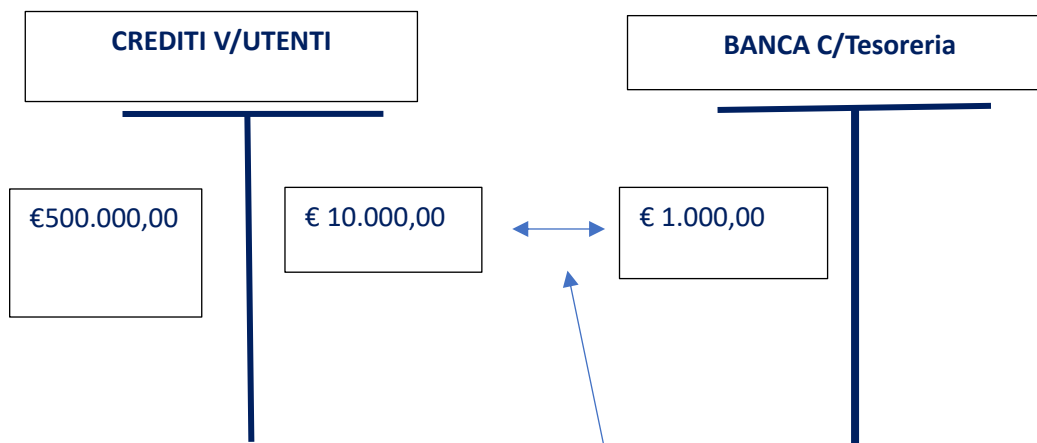 CREDITI V/UTENTI
BANCA C/Tesoreria
€500.000,00
€ 10.000,00
€ 1.000,00